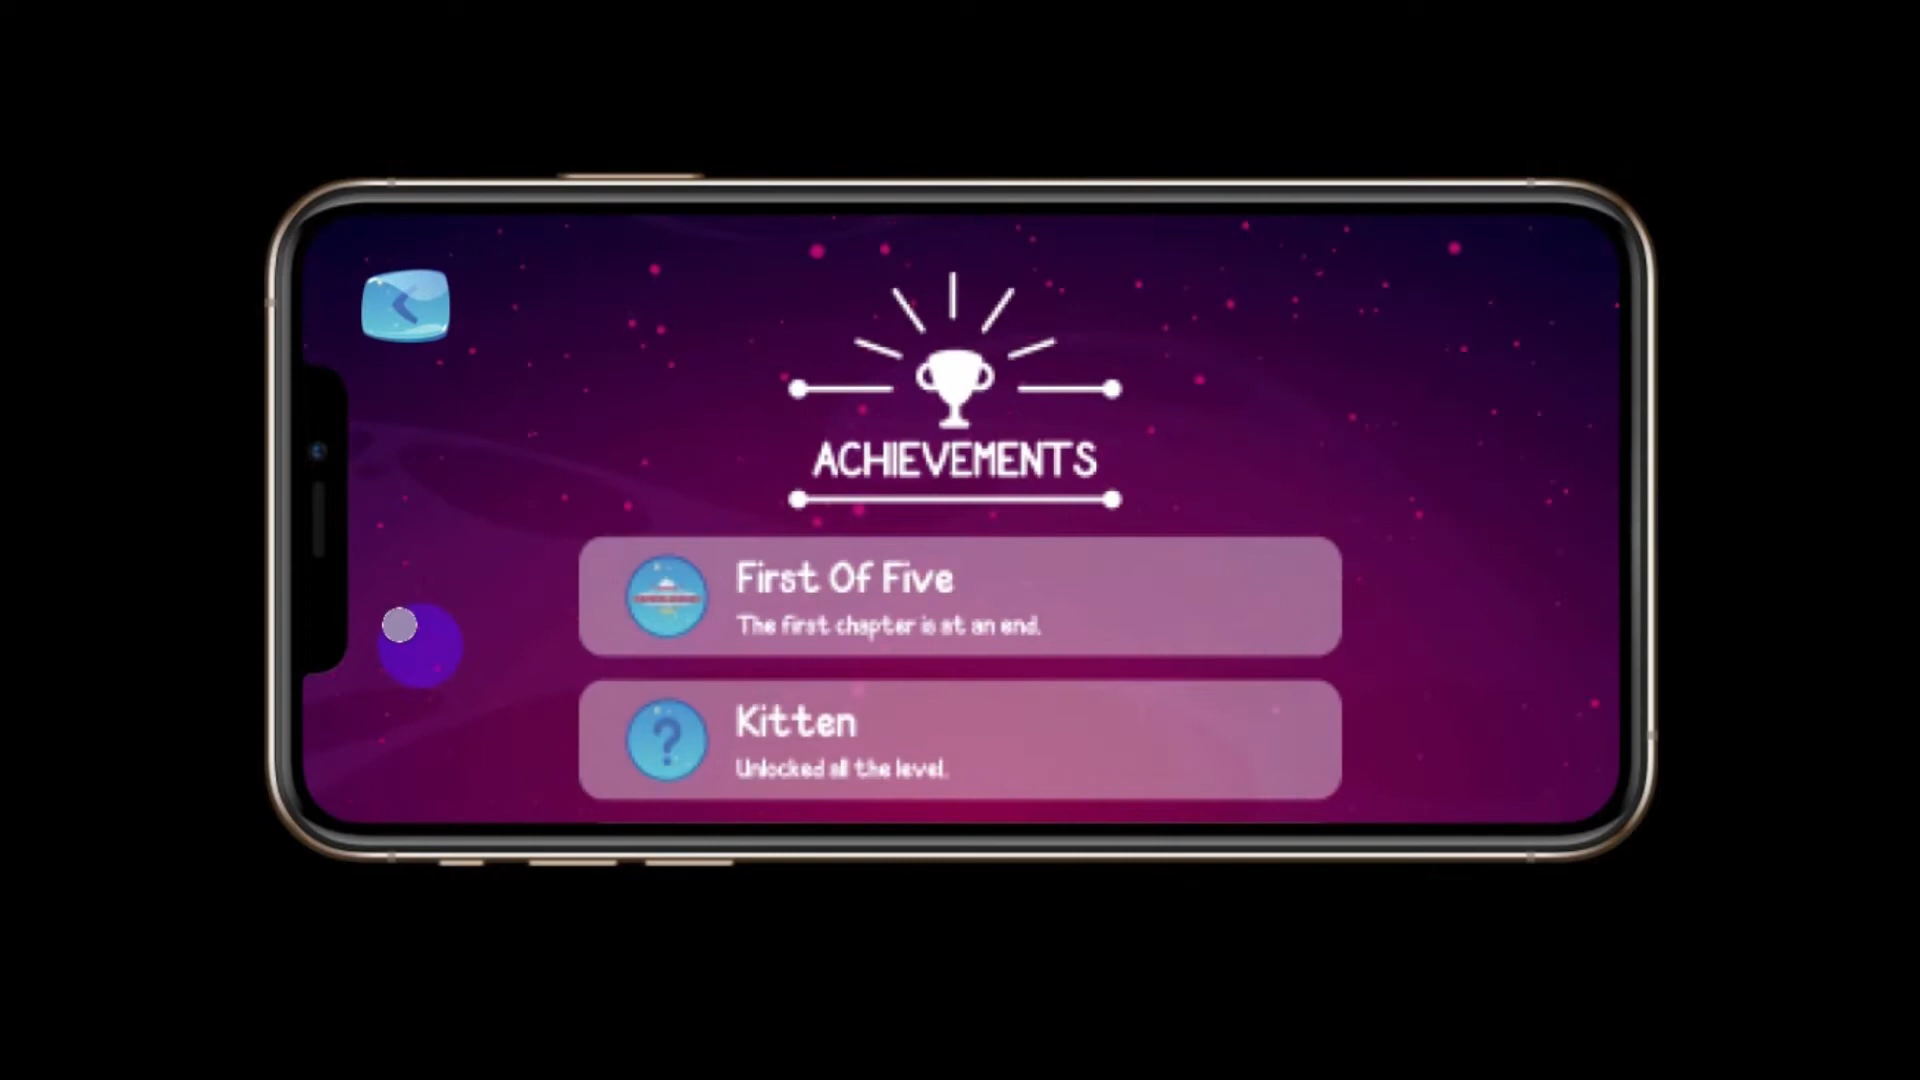 ACHIEVEMENTS
First Of Five
The first chapter is at an end.
?
Kitten
Unlocked all the level.